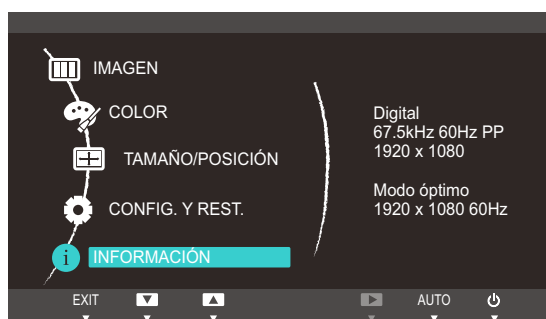 IMAGEN
COLOR
TAMAÑO/POSICIÓN
CONFIG. Y REST.
i INFORMACIÓN
Digital
67.5kHz 60Hz PP
1920 x 1080
Modo óptimo
1920 x 1080 60Hz
EXIT AUTO